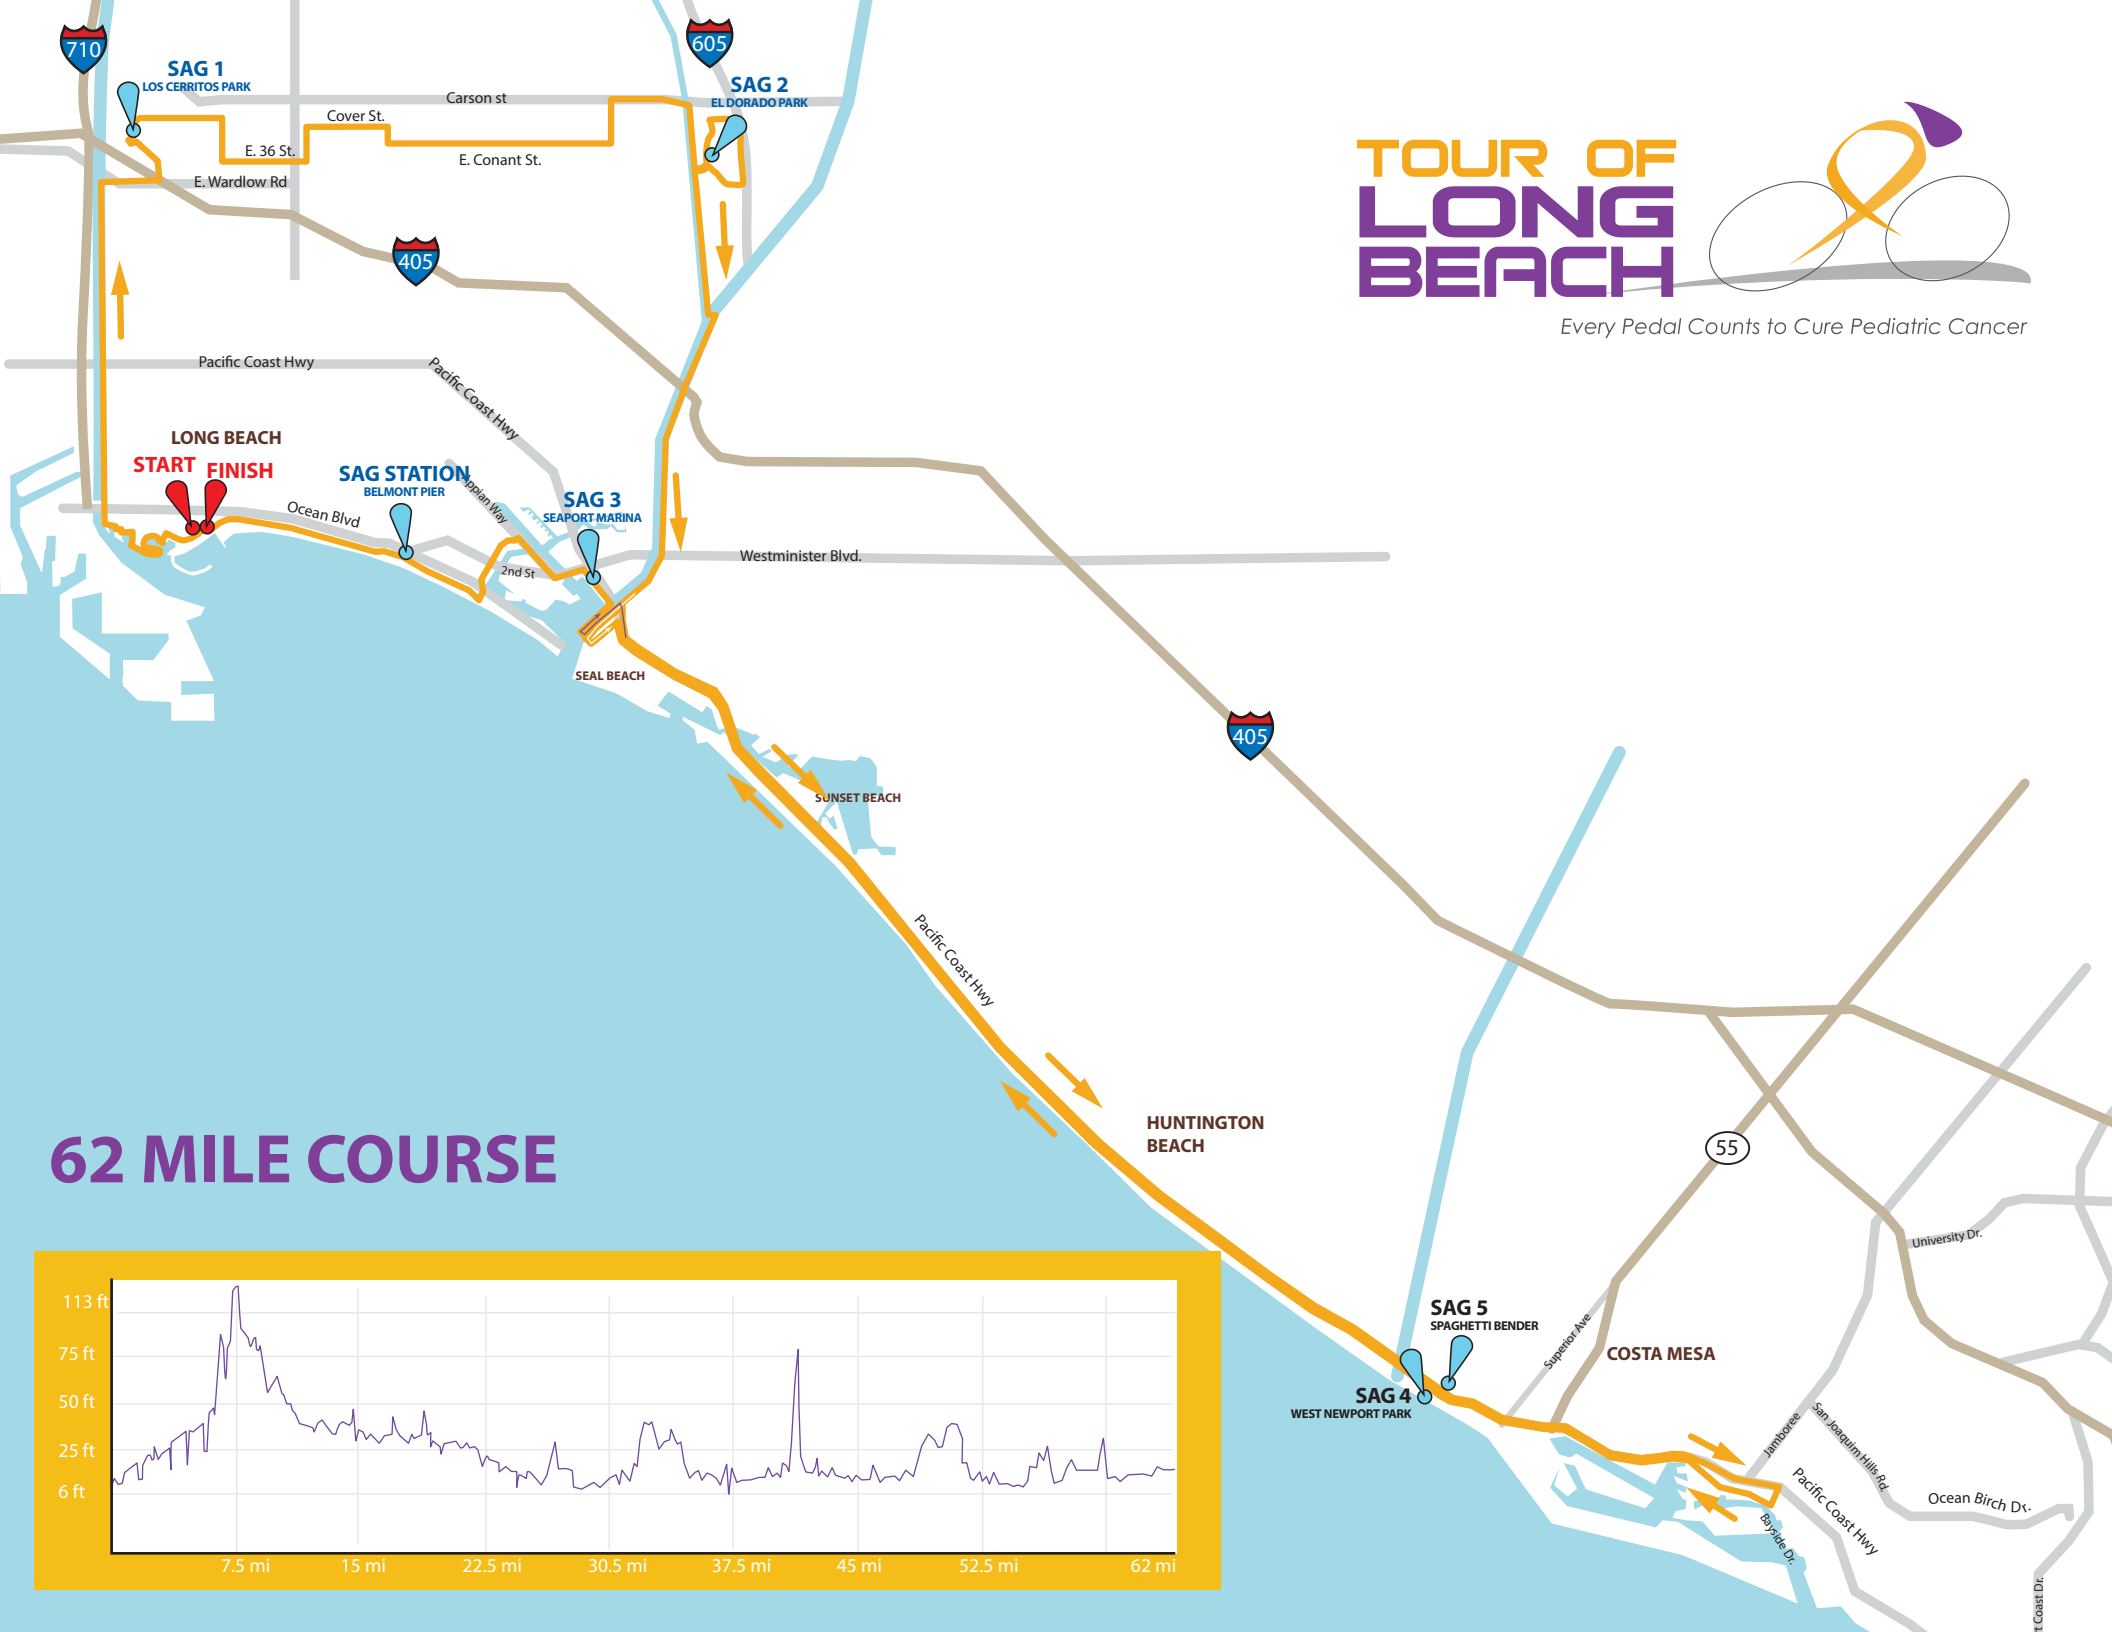 710
605
SAG 1
LOS CERRITOS PARK
SAG 2
EL DORADO PARK
Carson st
Cover St.
E. 36 St.
E. Conant St.
E. Wardlow Rd
TOUR OF
LONG
BEACH
Every Pedal Counts to Cure Pediatric Cancer
405
Pacific Coast Hwy
Pacific Coast Hwy
LONG BEACH
START
FINISH
SAG STATION
BELMONT PIER
Ocean Blvd
SAG 3
SEAPORT MARINA
Way
2nd St
Westminister Blvd.
SEAL BEACH
405
SUNSET BEACH
Pacific Coast Hwy
HUNTINGTON
BEACH
62 MILE COURSE
55
University Dr.
SAG 5
SPAGHETTI BENDER
Superior Ave
COSTA MESA
SAG 4
WEST NEWPORT PARK
Jamboree
San Joaquim Hills Rd.
Pacific Coast Hwy
Ocean Birch Dr.
Bayside Dr.
Coast Dr.
113 ft
75 ft
50 ft
25 ft
6 ft
7.5 mi
15 mi
22.5 mi
30.5 mi
37.5 mi
45 mi
52.5 mi
62 mi